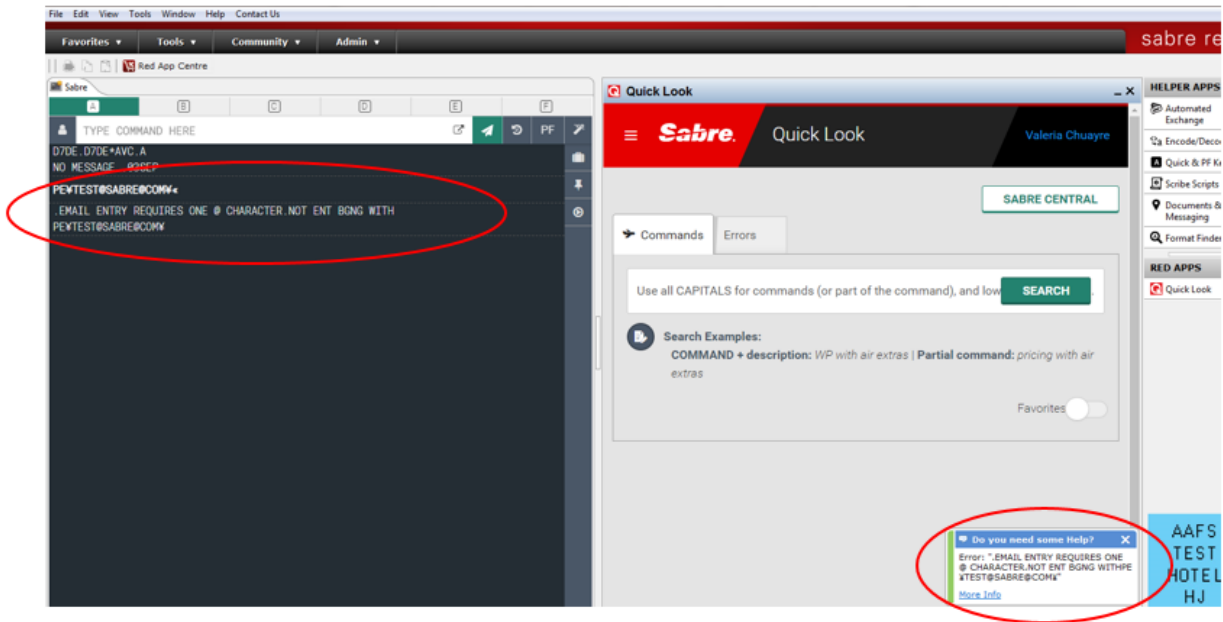 File Edit View Tools Window Help Contact Us
Favorites Tools Community Admin
sabre re
Red App Centre
Sabre
A B C D E F
TYPE COMMAND HERE
PF
D7DE.D7DE*AVC.A
NO MESSAGE 03SEP
PE¥TEST@SABRE@COM¥«
.EMAIL ENTRY REQUIRES ONE @ CHARACTER.NOT ENT BGNG WITH
PE¥TEST@SABRE@COM¥
Quick Look
Sabre. Quick Look Valeria Chuayre
SABRE CENTRAL
Commands Errors
Use all CAPITALS for commands (or part of the command), and low SEARCH .
Search Examples:
COMMAND + description: WP with air extras | Partial command: pricing with air
extras
Favorites
Do you need some Help? X
Error: ".EMAIL ENTRY REQUIRES ONE
@ CHARACTER.NOT ENT BGNG WITHPE
¥TEST@SABRE@COM¥"
More Info
HELPER APPS
Automated
Exchange
Encode/Deco
Quick & PF Ke
Scribe Scripts
Documents &
Messaging
Format Finder
RED APPS
Quick Look
AAFS
TEST
HOTEL
HJ